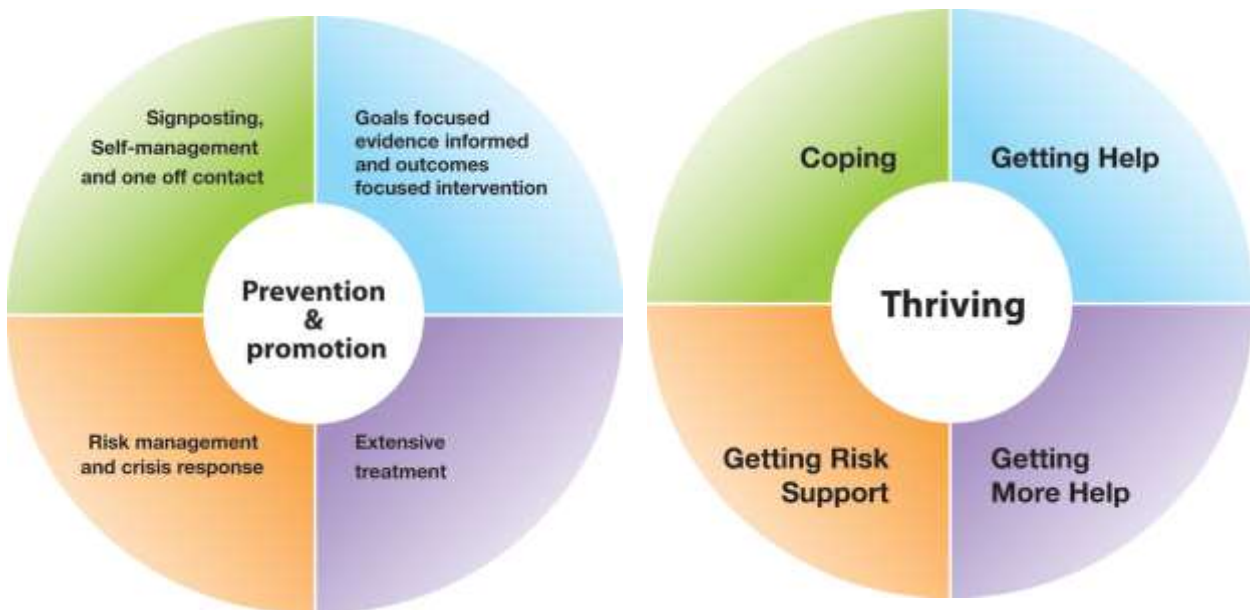 Signposting,
Self-management
and one off contact
Goals focused
evidence informed
and outcomes
focused intervention
Prevention
&
promotion
Risk management
and crisis response
Extensive
treatment
Coping
Getting Help
Thriving
Getting Risk
Support
Getting
More Help